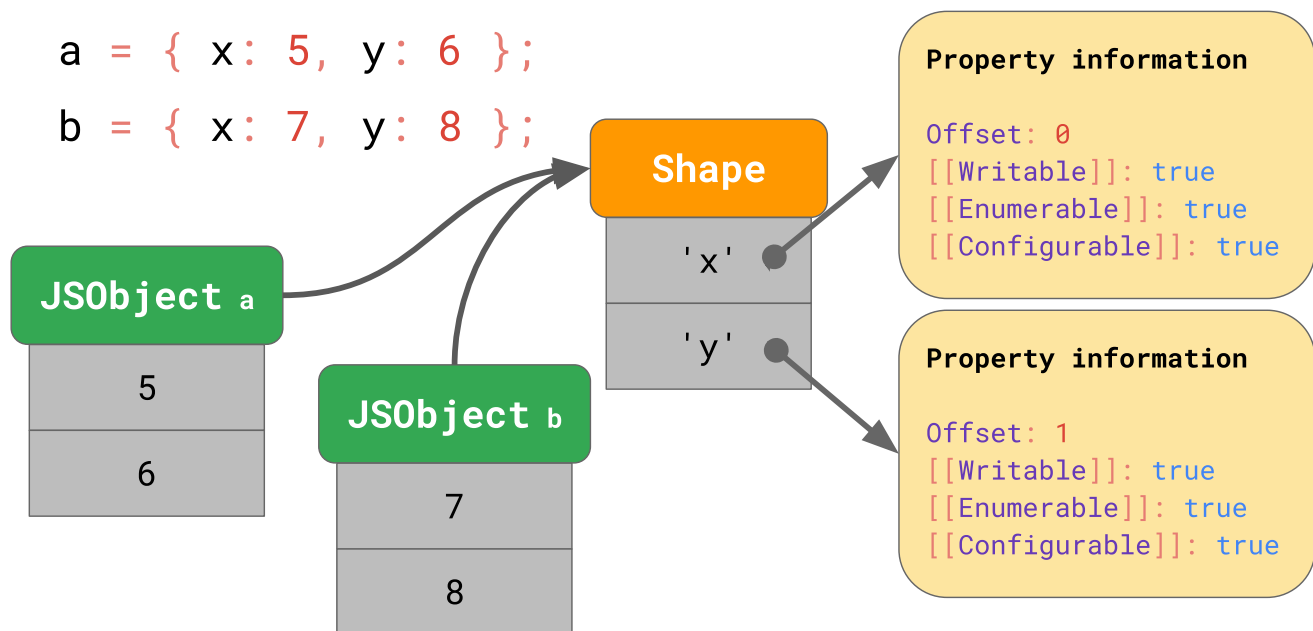 a = { x: 5, y: 6 };
b = { x: 7, y: 8 };
JSObject a
5
6
JSObject b
7
8
Shape
'x'
'y'
Property information
Offset: 0
[[Writable]]: true
[[Enumerable]]: true
[[Configurable]]: true
Property information
Offset: 1
[[Writable]]: true
[[Enumerable]]: true
[[Configurable]]: true